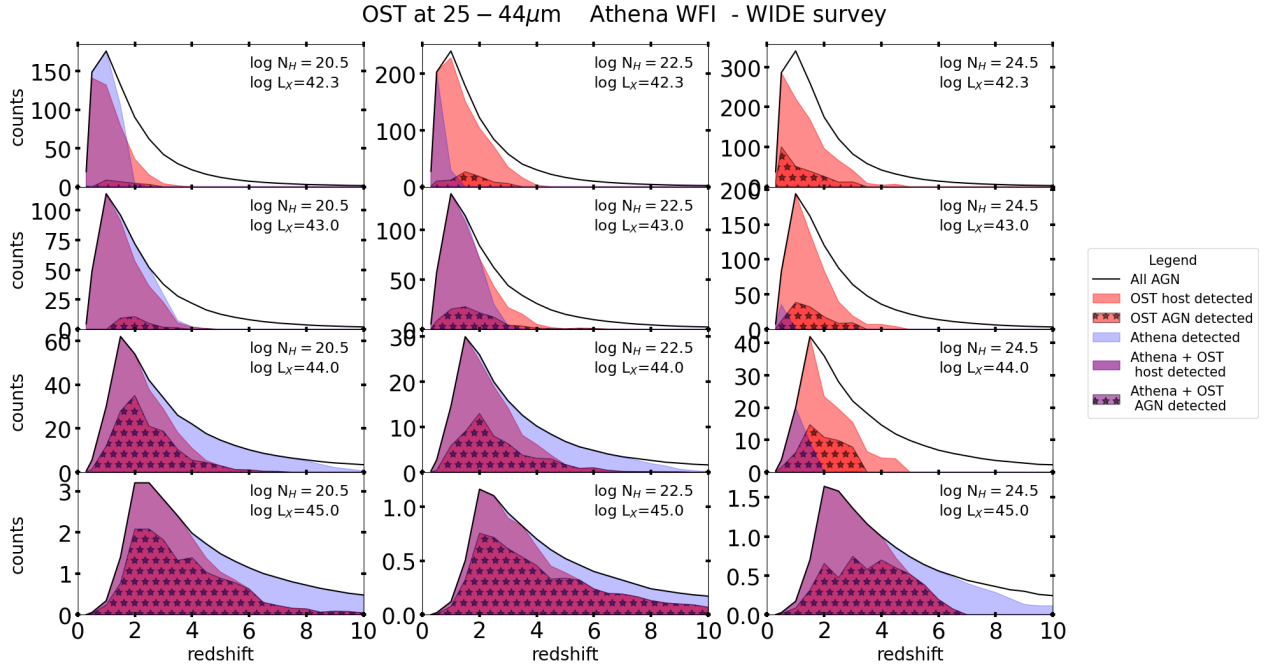 OST at 25 − 44μm    Athena WFI  - WIDE survey
counts
150
100
50
0
log N_H = 20.5
log L_X=42.3
200
100
0
log N_H = 22.5
log L_X=42.3
300
200
100
0
log N_H = 24.5
log L_X=42.3
counts
100
75
50
25
0
log N_H = 20.5
log L_X=43.0
100
50
0
log N_H = 22.5
log L_X=43.0
200
150
100
50
0
log N_H = 24.5
log L_X=43.0
counts
60
40
20
0
log N_H = 20.5
log L_X=44.0
30
20
10
0
log N_H = 22.5
log L_X=44.0
40
30
20
10
0
log N_H = 24.5
log L_X=44.0
counts
3
2
1
0
log N_H = 20.5
log L_X=45.0
0 2 4 6 8 10
redshift
1.0
0.5
0.0
log N_H = 22.5
log L_X=45.0
0 2 4 6 8 10
redshift
1.5
1.0
0.5
0.0
log N_H = 24.5
log L_X=45.0
0 2 4 6 8 10
redshift
Legend
All AGN
OST host detected
OST AGN detected
Athena detected
Athena + OST
host detected
Athena + OST
AGN detected